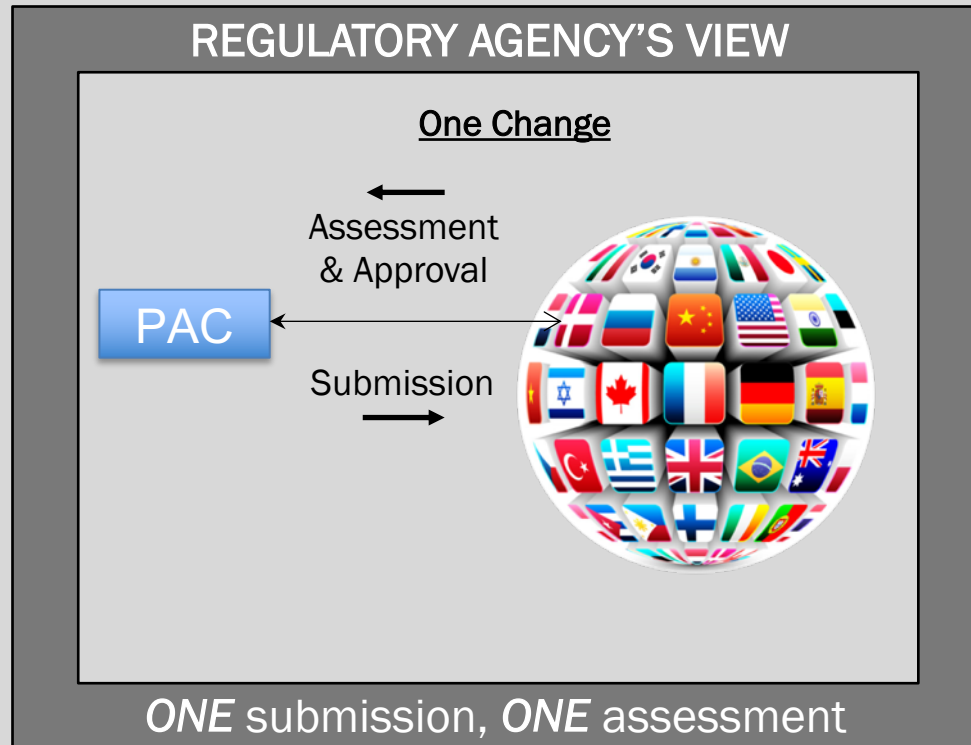 REGULATORY AGENCY’S VIEW
One Change
Assessment
& Approval
PAC
Submission
ONE submission, ONE assessment